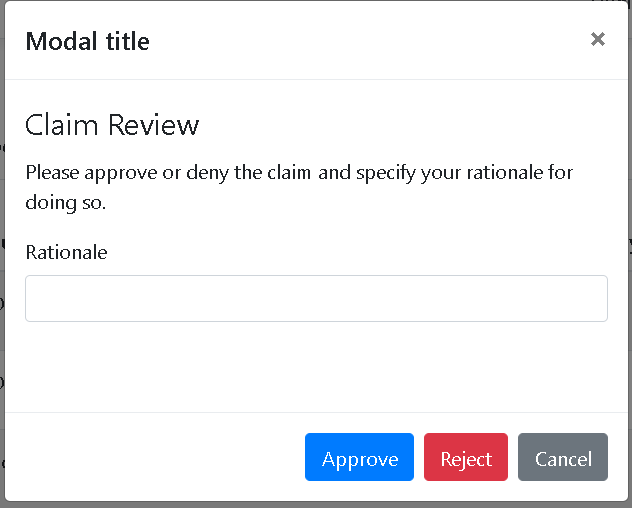 Modal title
×
Claim Review
Please approve or deny the claim and specify your rationale for
doing so.
Rationale
Approve Reject Cancel